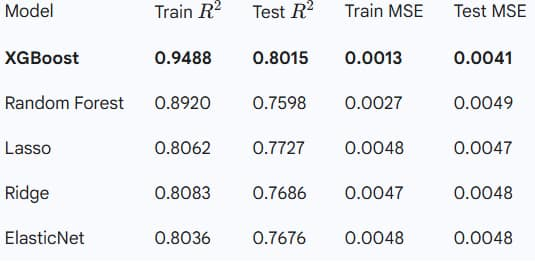 Model Train R² Test R² Train MSE Test MSE
XGBoost 0.9488 0.8015 0.0013 0.0041
Random Forest 0.8920 0.7598 0.0027 0.0049
Lasso 0.8062 0.7727 0.0048 0.0047
Ridge 0.8083 0.7686 0.0047 0.0048
ElasticNet 0.8036 0.7676 0.0048 0.0048